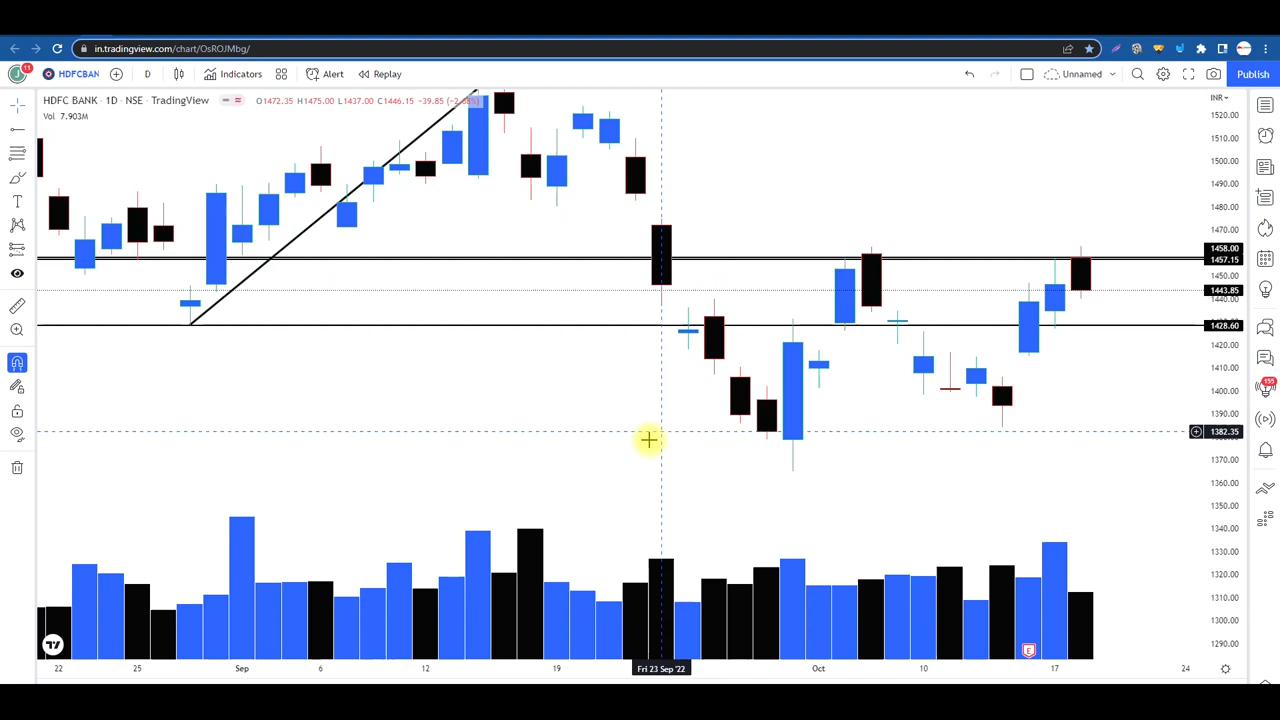 in.tradingview.com/chart/OsROJMbg/
11
HDFCBAN
D
Indicators
Alert
Replay
Unnamed
Publish
HDFC BANK · 1D · NSE · TradingView
O1472.35 H1475.00 L1437.00 C1446.15 -39.85 (-2.68%)
Vol 7.903M
INR
1520.00
1510.00
1500.00
1490.00
1480.00
1470.00
1458.00
1457.15
1450.00
1443.85
1440.00
1428.60
1420.00
1410.00
1400.00
1390.00
1382.35
1370.00
1360.00
1350.00
1340.00
1330.00
1320.00
1310.00
1300.00
1290.00
155
E
22
25
Sep
6
12
19
Fri 23 Sep '22
Oct
10
17
24